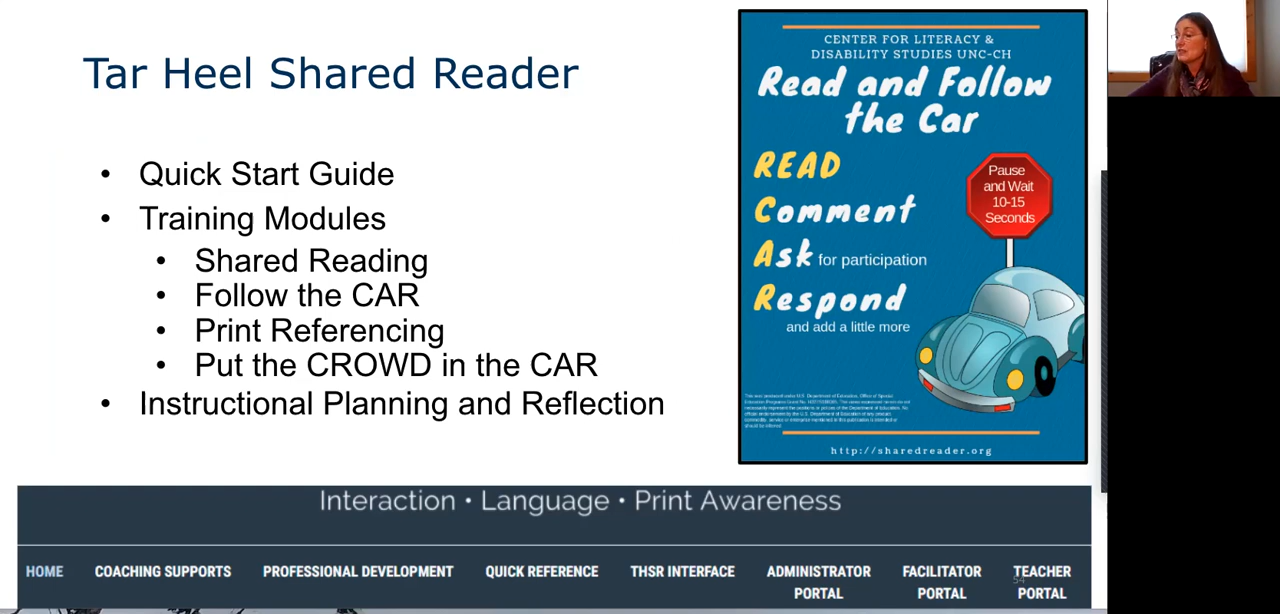 Tar Heel Shared Reader
• Quick Start Guide
• Training Modules
• Shared Reading
• Follow the CAR
• Print Referencing
• Put the CROWD in the CAR
• Instructional Planning and Reflection
CENTER FOR LITERACY &
DISABILITY STUDIES UNC-CH
Read and Follow
the Car
READ
Comment
Ask for participation
Respond
and add a little more
Pause
and Wait
10-15
Seconds
http://sharedreader.org
Interaction • Language • Print Awareness
HOME COACHING SUPPORTS PROFESSIONAL DEVELOPMENT QUICK REFERENCE THSR INTERFACE ADMINISTRATOR PORTAL FACILITATOR PORTAL TEACHER PORTAL
54